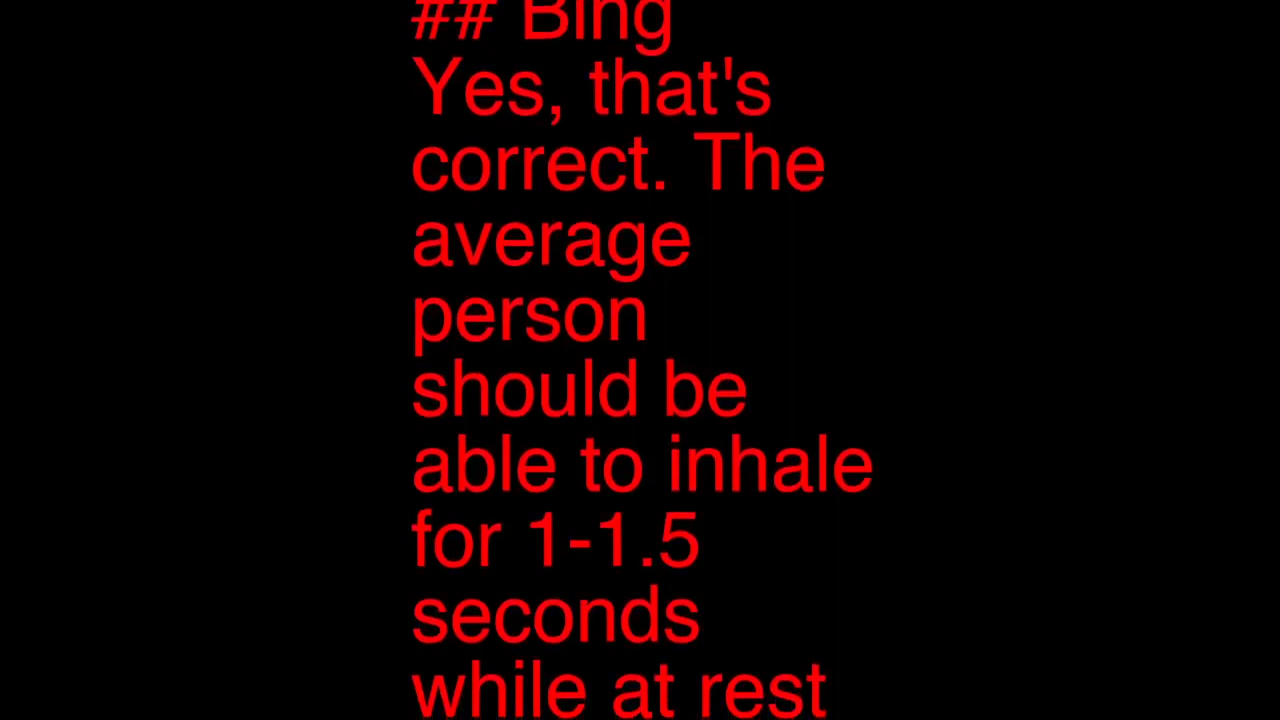 ## Bing
Yes, that's
correct. The
average
person
should be
able to inhale
for 1-1.5
seconds
while at rest